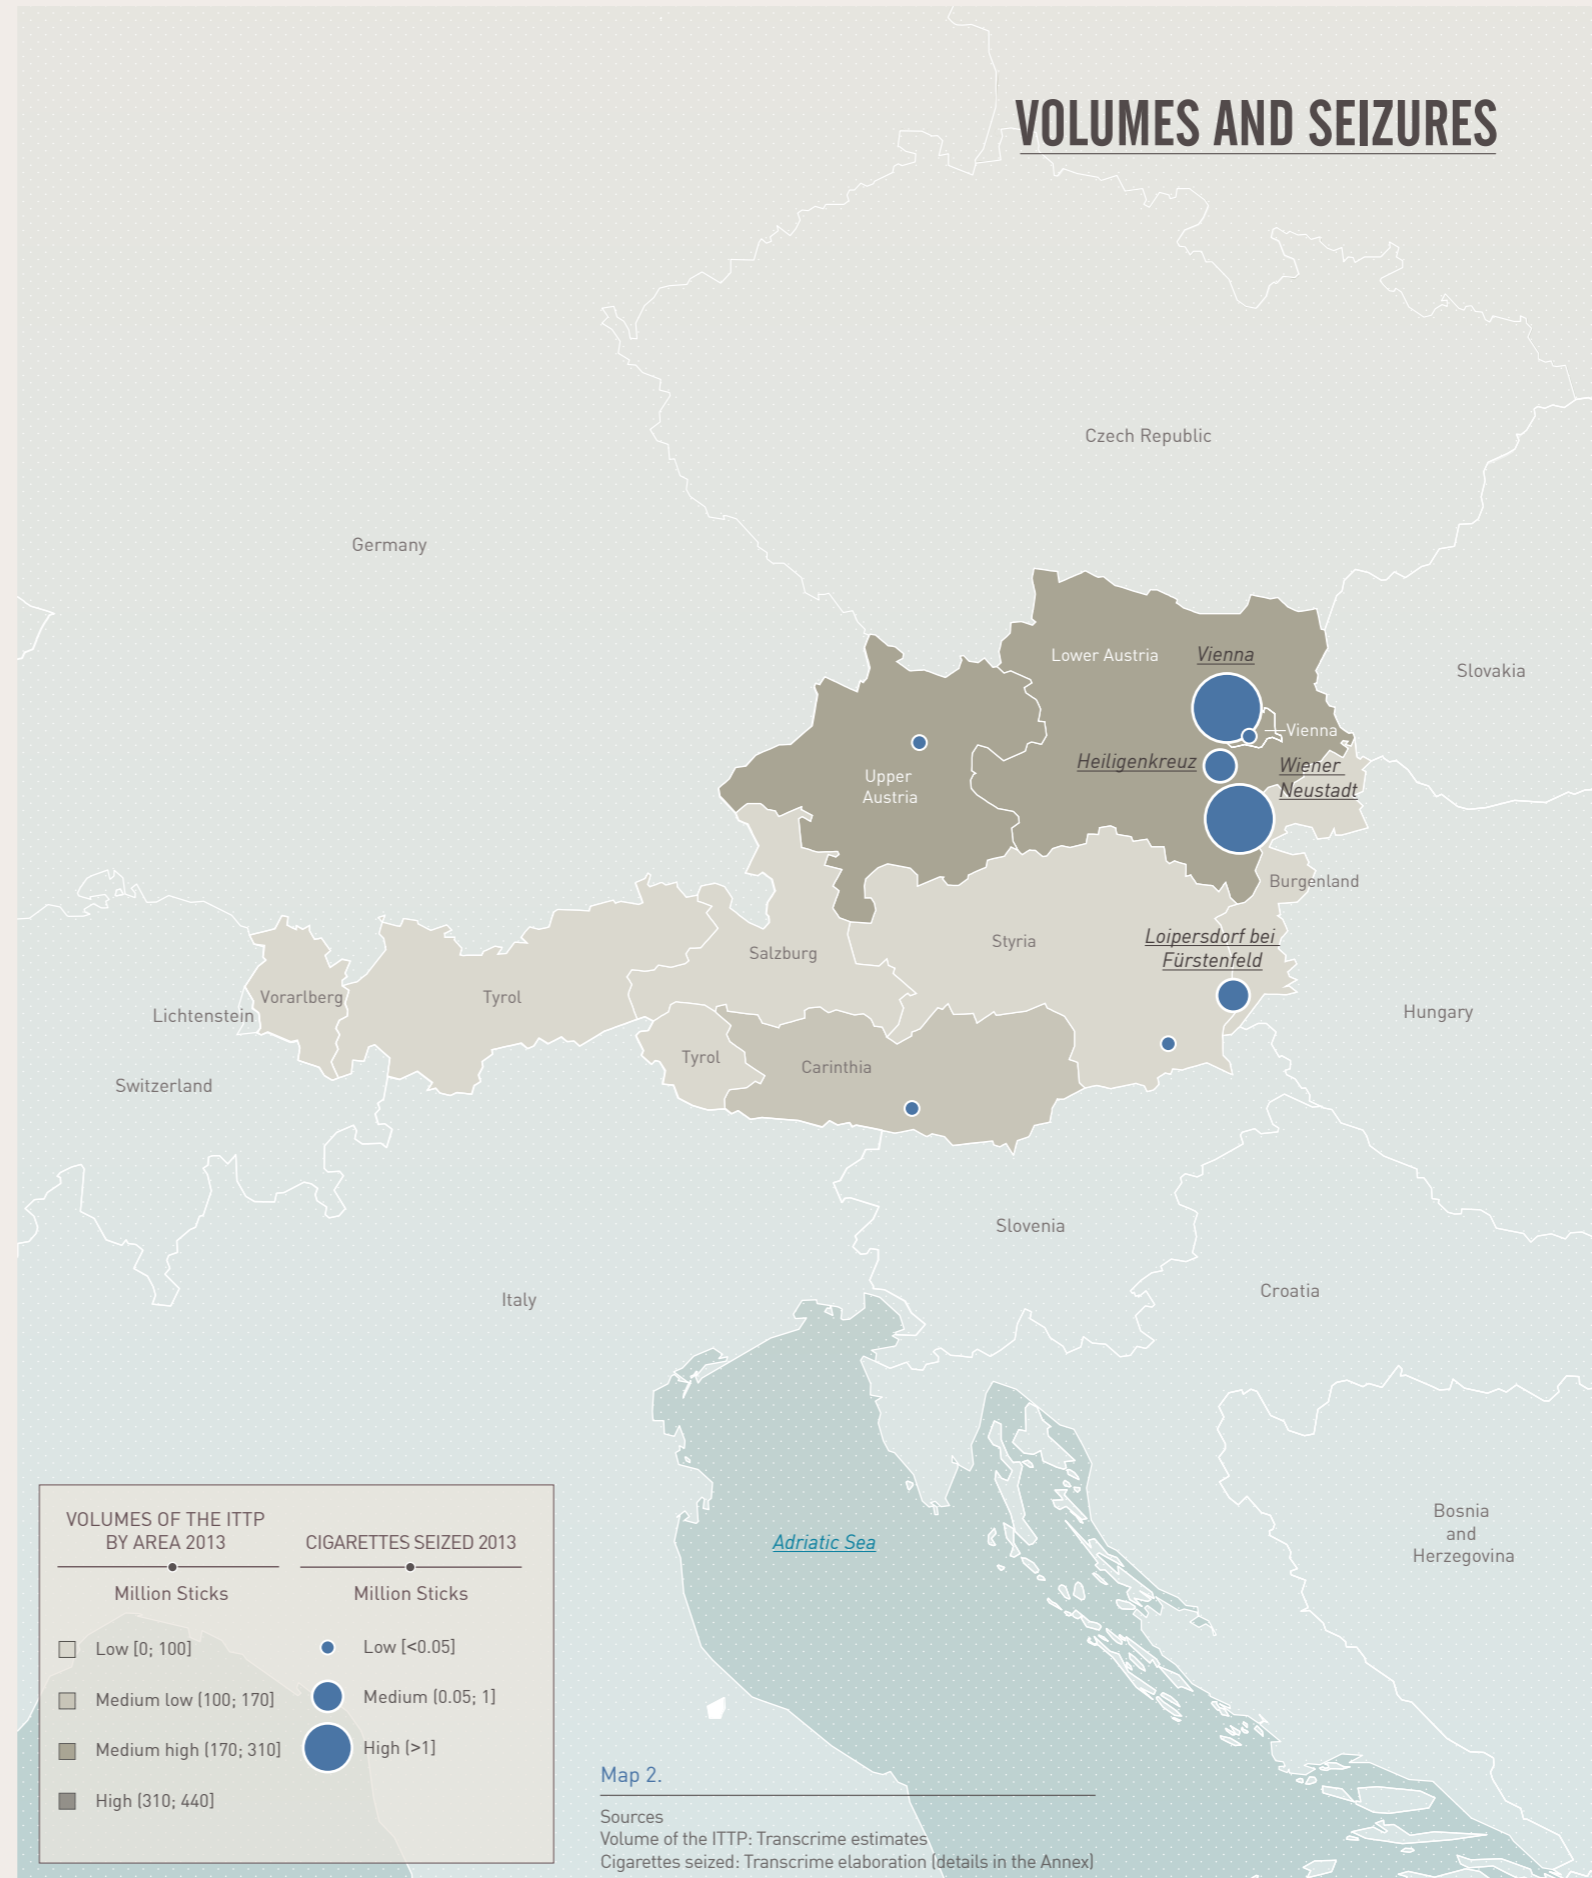 VOLUMES AND SEIZURES
Czech Republic
Germany
Lower Austria
Vienna
Slovakia
Vienna
Heiligenkreuz
Wiener
Neustadt
Upper
Austria
Burgenland
Loipersdorf bei
Fürstenfeld
Styria
Salzburg
Vorarlberg
Tyrol
Lichtenstein
Hungary
Tyrol
Carinthia
Switzerland
Slovenia
Croatia
Italy
Bosnia
and
Herzegovina
Adriatic Sea
VOLUMES OF THE ITTP
BY AREA 2013
Million Sticks
Low [0; 100]
Medium low (100; 170]
Medium high (170; 310]
High (310; 440]
CIGARETTES SEIZED 2013
Million Sticks
Low [<0.05]
Medium (0.05; 1]
High (>1]
Map 2.
Sources
Volume of the ITTP: Transcrime estimates
Cigarettes seized: Transcrime elaboration (details in the Annex)